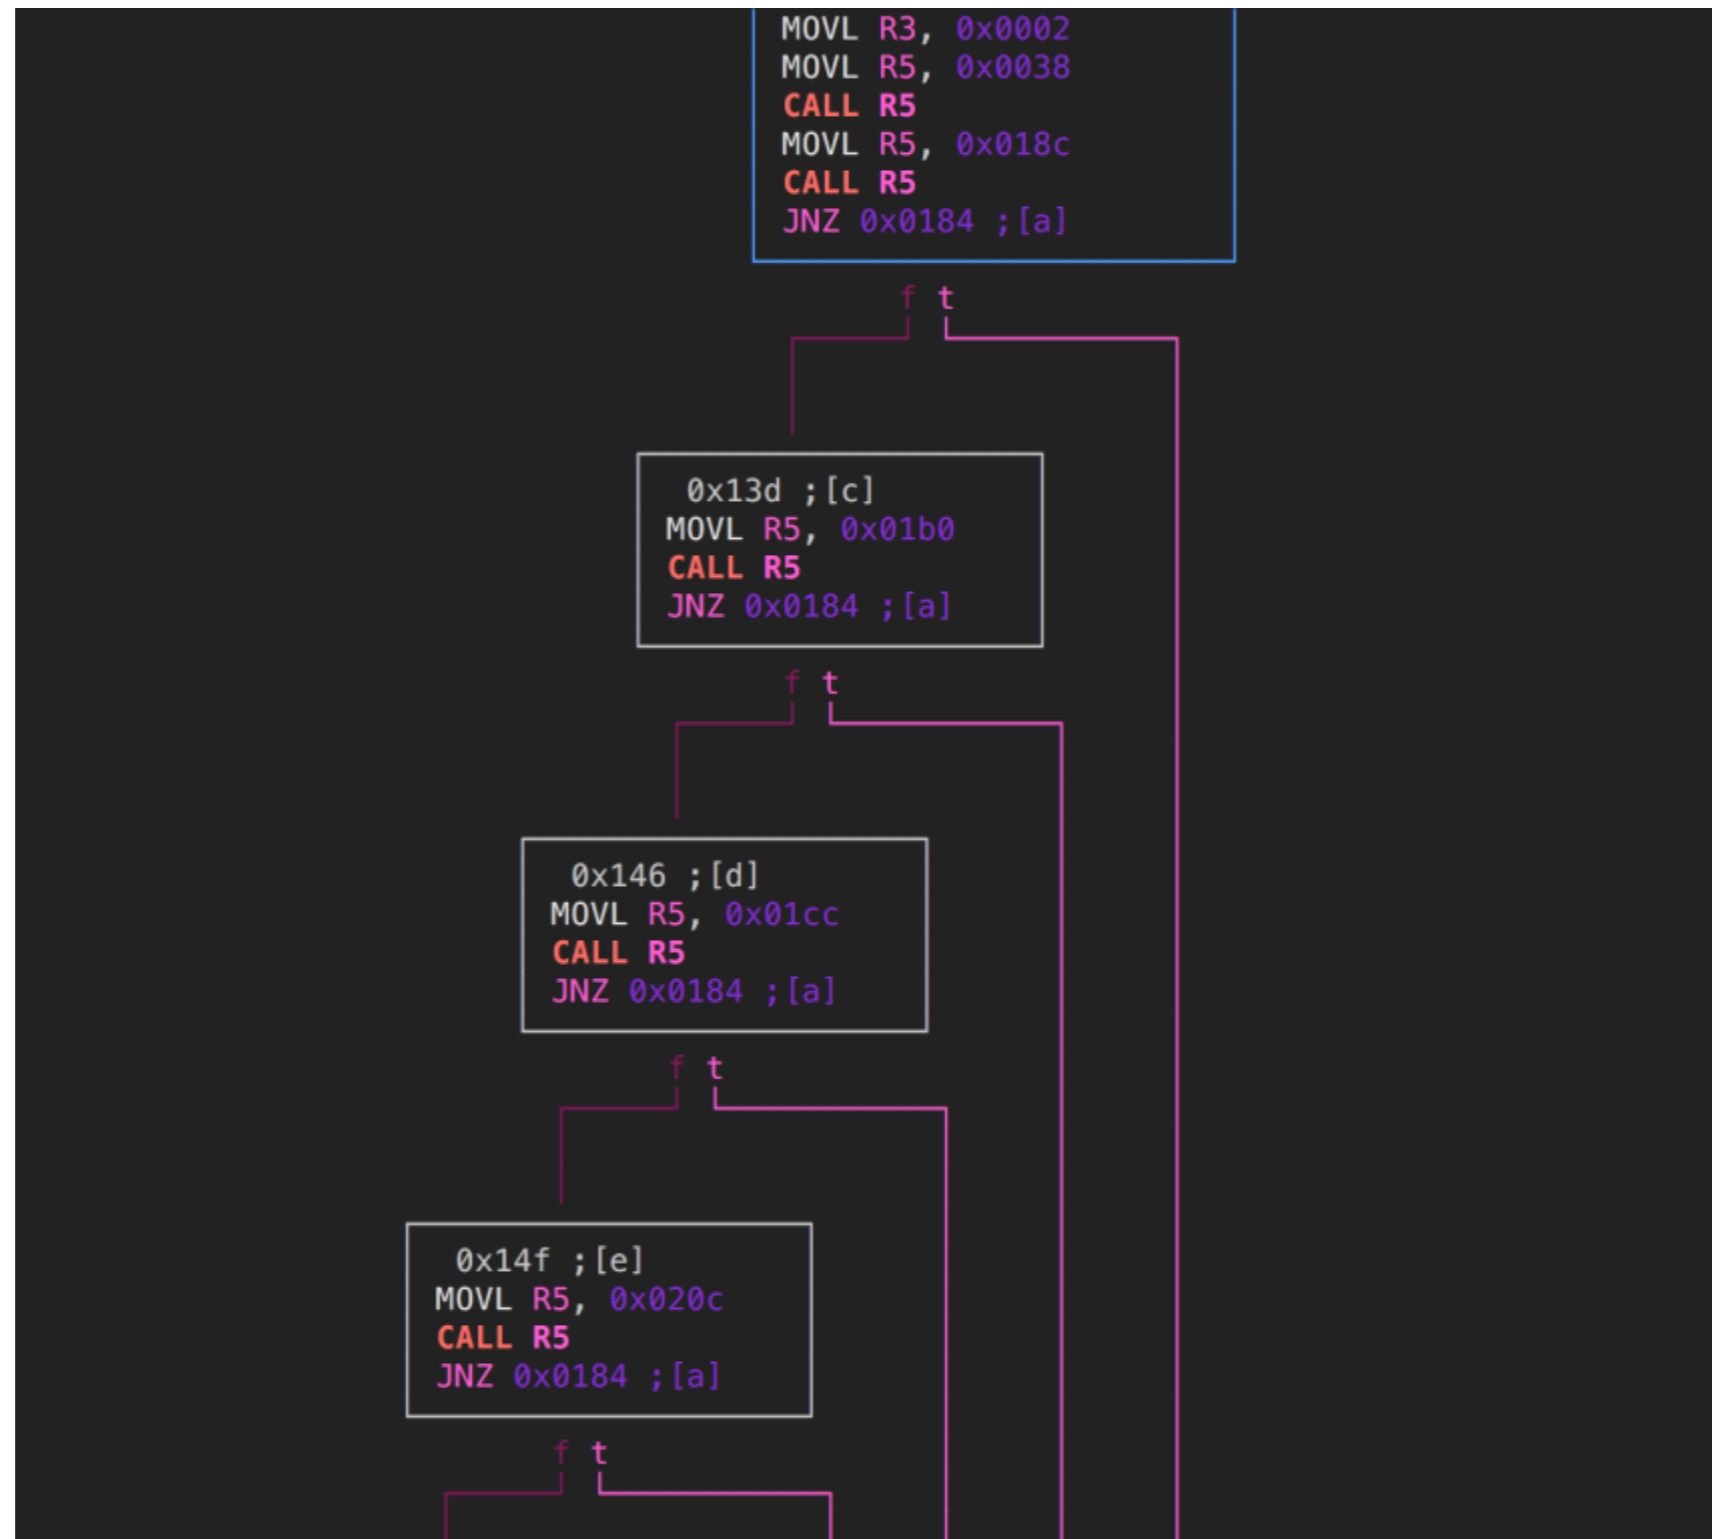 MOVL R3, 0x0002
MOVL R5, 0x0038
CALL R5
MOVL R5, 0x018c
CALL R5
JNZ 0x0184 ;[a]
f t
0x13d ;[c]
MOVL R5, 0x01b0
CALL R5
JNZ 0x0184 ;[a]
f t
0x146 ;[d]
MOVL R5, 0x01cc
CALL R5
JNZ 0x0184 ;[a]
f t
0x14f ;[e]
MOVL R5, 0x020c
CALL R5
JNZ 0x0184 ;[a]
f t